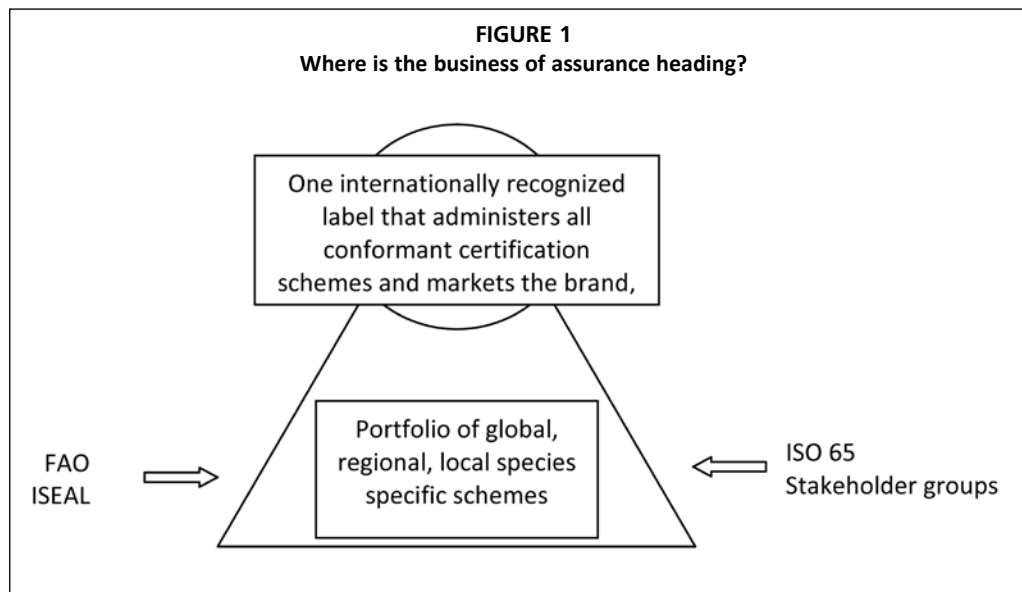 FIGURE 1
Where is the business of assurance heading?
One internationally recognized
label that administers all
conformant certification
schemes and markets the brand,
Portfolio of global,
regional, local species
specific schemes
FAO
ISEAL
ISO 65
Stakeholder groups